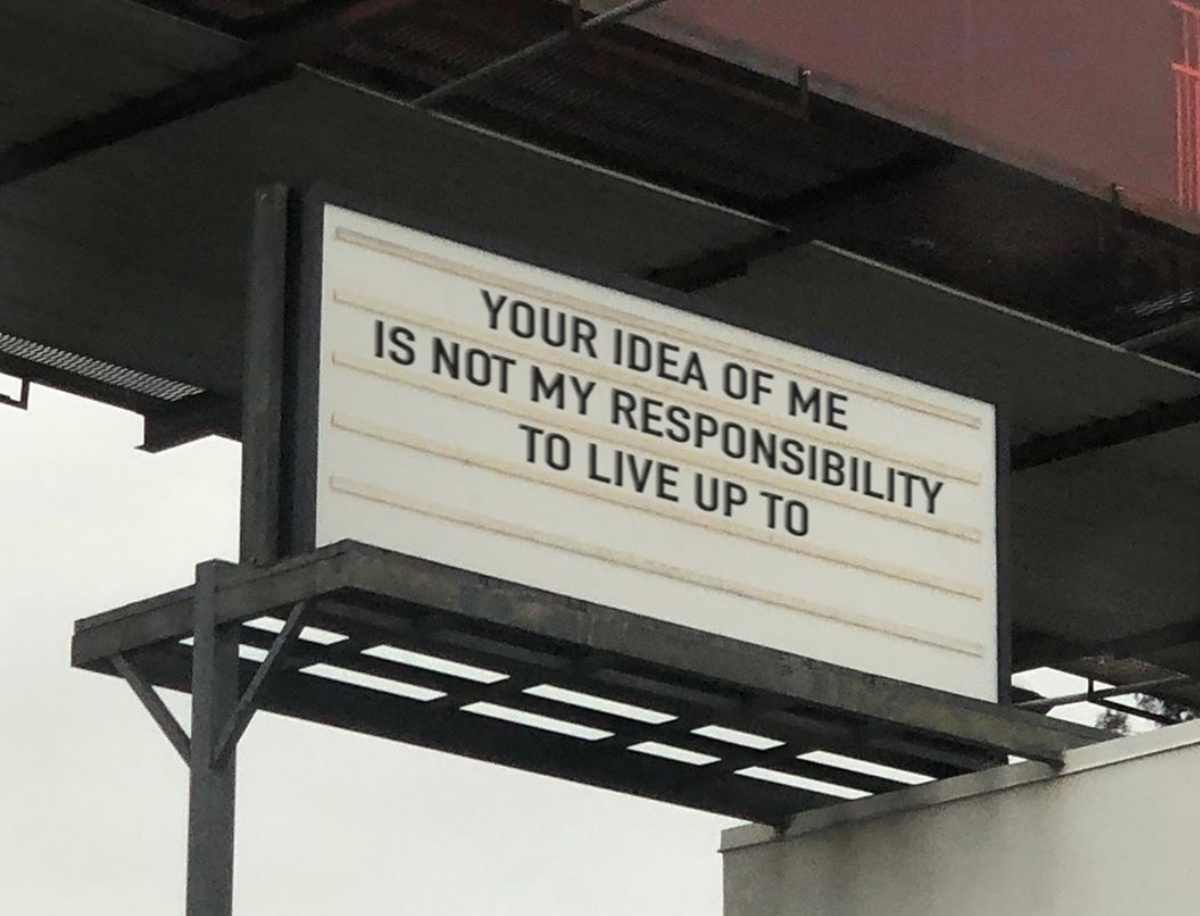 YOUR IDEA OF ME
IS NOT MY RESPONSIBILITY
TO LIVE UP TO